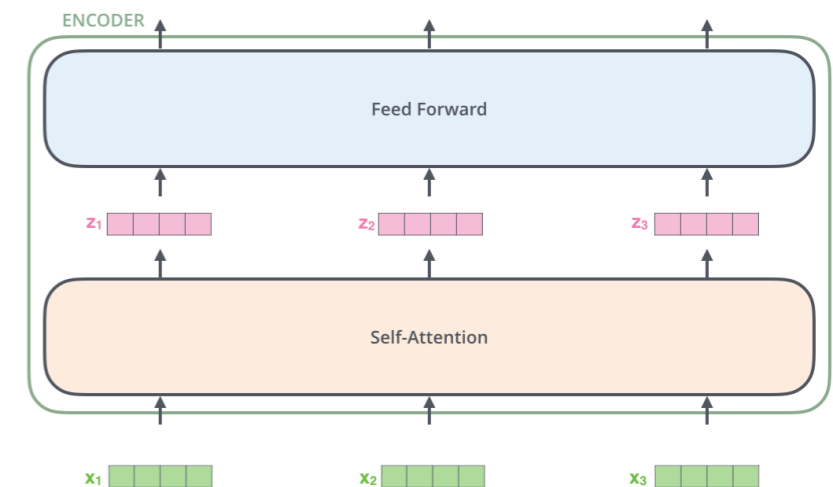 ENCODER
Feed Forward
z₁ z₂ z₃
Self-Attention
x₁ x₂ x₃